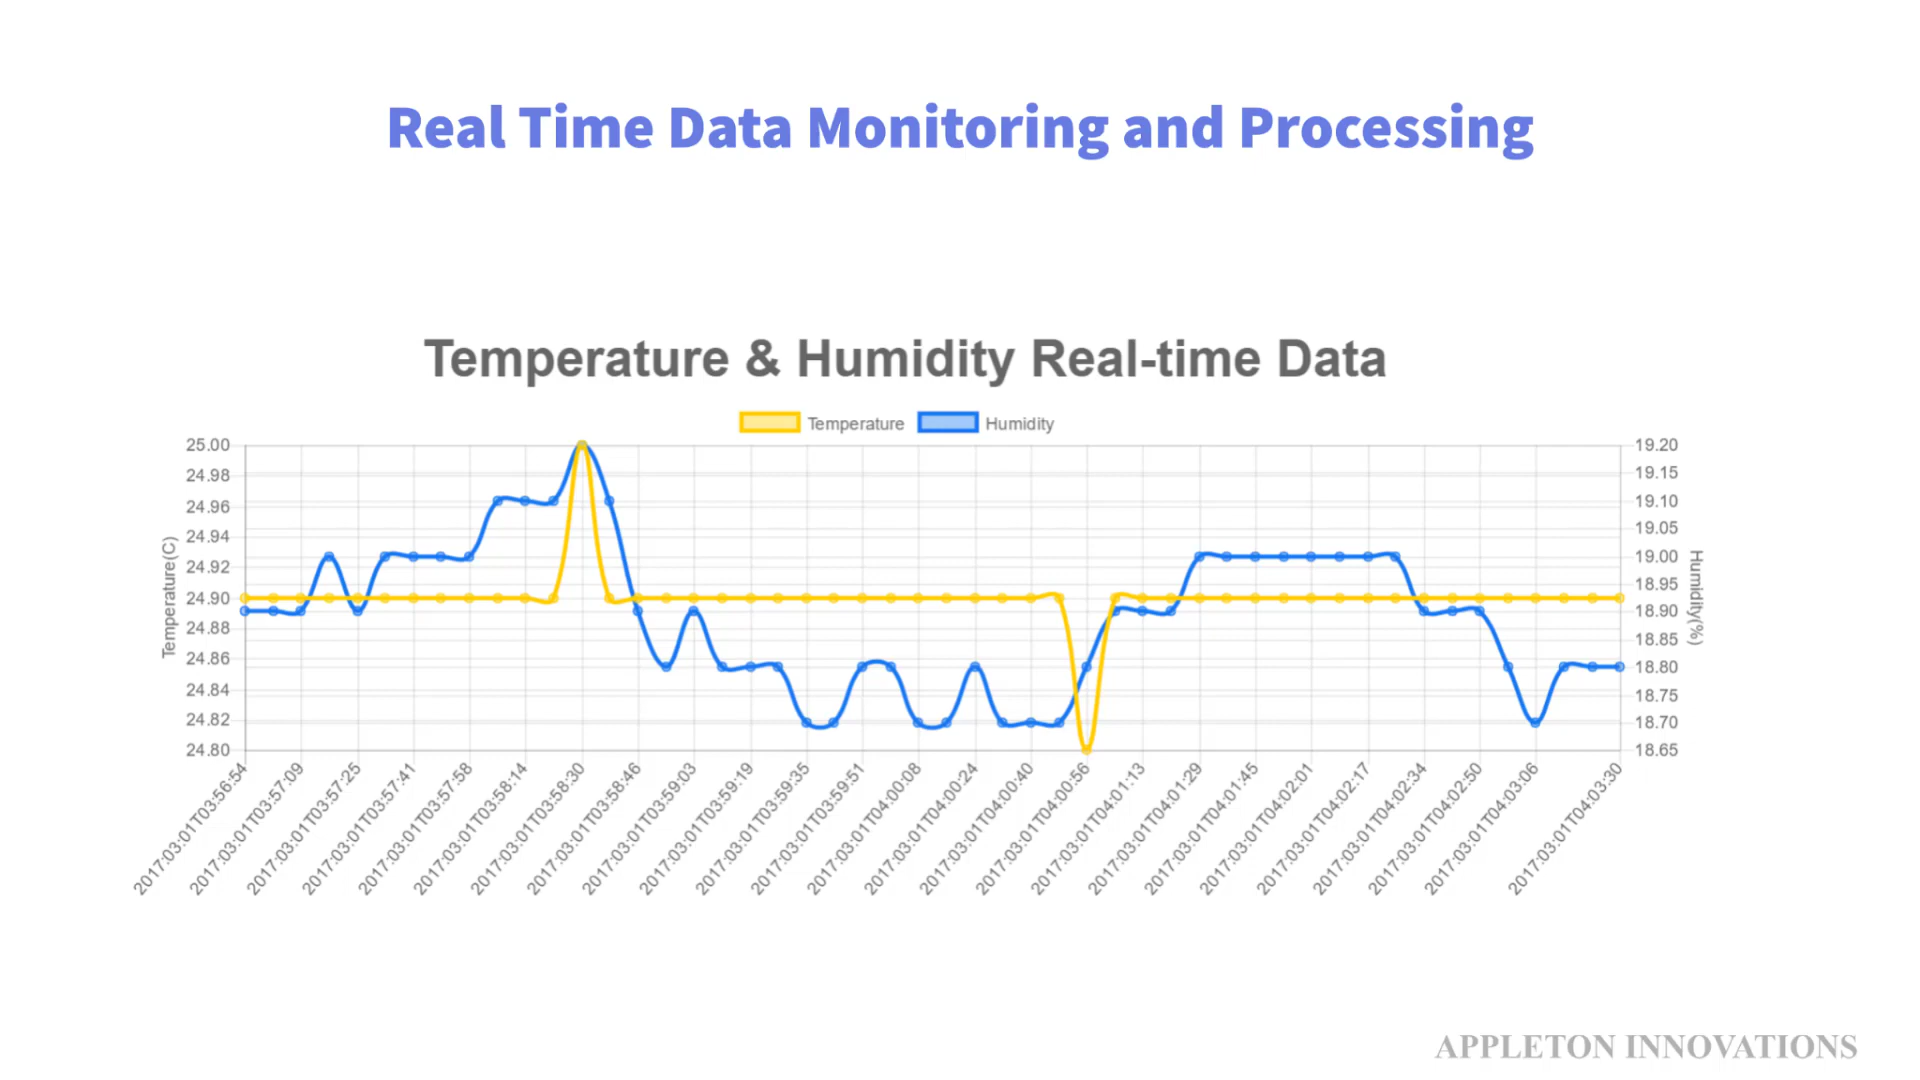 Real Time Data Monitoring and Processing
Temperature & Humidity Real-time Data
Temperature Humidity
Temperature(C)
25.00
24.98
24.96
24.94
24.92
24.90
24.88
24.86
24.84
24.82
24.80
19.20
19.15
19.10
19.05
19.00
18.95
18.90
18.85
18.80
18.75
18.70
18.65
Humidity(%)
2017:03:01T03:56:54
2017:03:01T03:57:09
2017:03:01T03:57:25
2017:03:01T03:57:41
2017:03:01T03:57:58
2017:03:01T03:58:14
2017:03:01T03:58:30
2017:03:01T03:58:46
2017:03:01T03:59:03
2017:03:01T03:59:19
2017:03:01T03:59:35
2017:03:01T03:59:51
2017:03:01T04:00:08
2017:03:01T04:00:24
2017:03:01T04:00:40
2017:03:01T04:00:56
2017:03:01T04:01:13
2017:03:01T04:01:29
2017:03:01T04:01:45
2017:03:01T04:02:01
2017:03:01T04:02:17
2017:03:01T04:02:34
2017:03:01T04:02:50
2017:03:01T04:03:06
2017:03:01T04:03:30
APPLETON INNOVATIONS